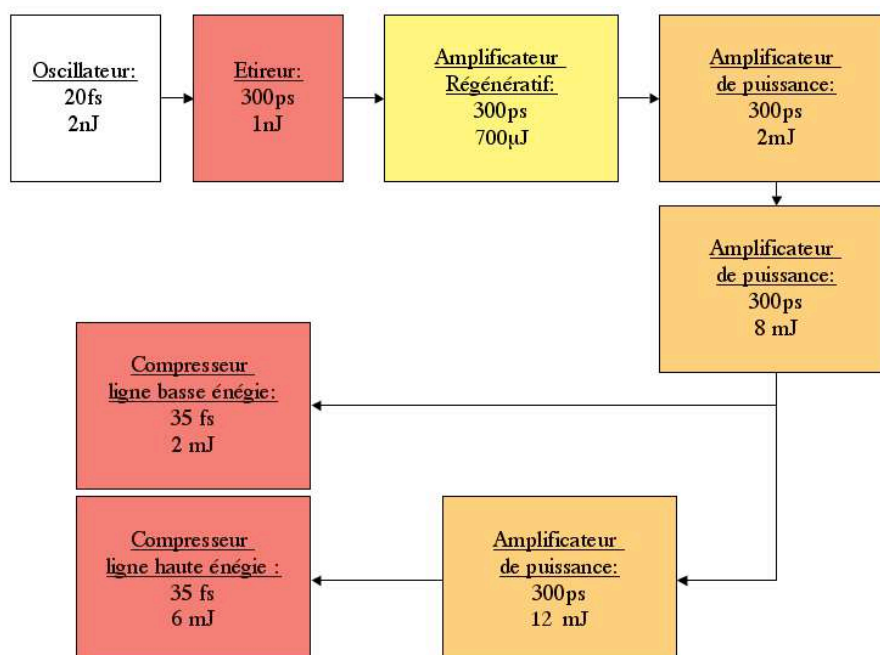 Oscillateur:
20fs
2nJ
Etireur:
300ps
1nJ
Amplificateur
Régénératif:
300ps
700µJ
Amplificateur
de puissance:
300ps
2mJ
Amplificateur
de puissance:
300ps
8 mJ
Compresseur
ligne basse énégie:
35 fs
2 mJ
Compresseur
ligne haute énégie :
35 fs
6 mJ
Amplificateur
de puissance:
300ps
12 mJ